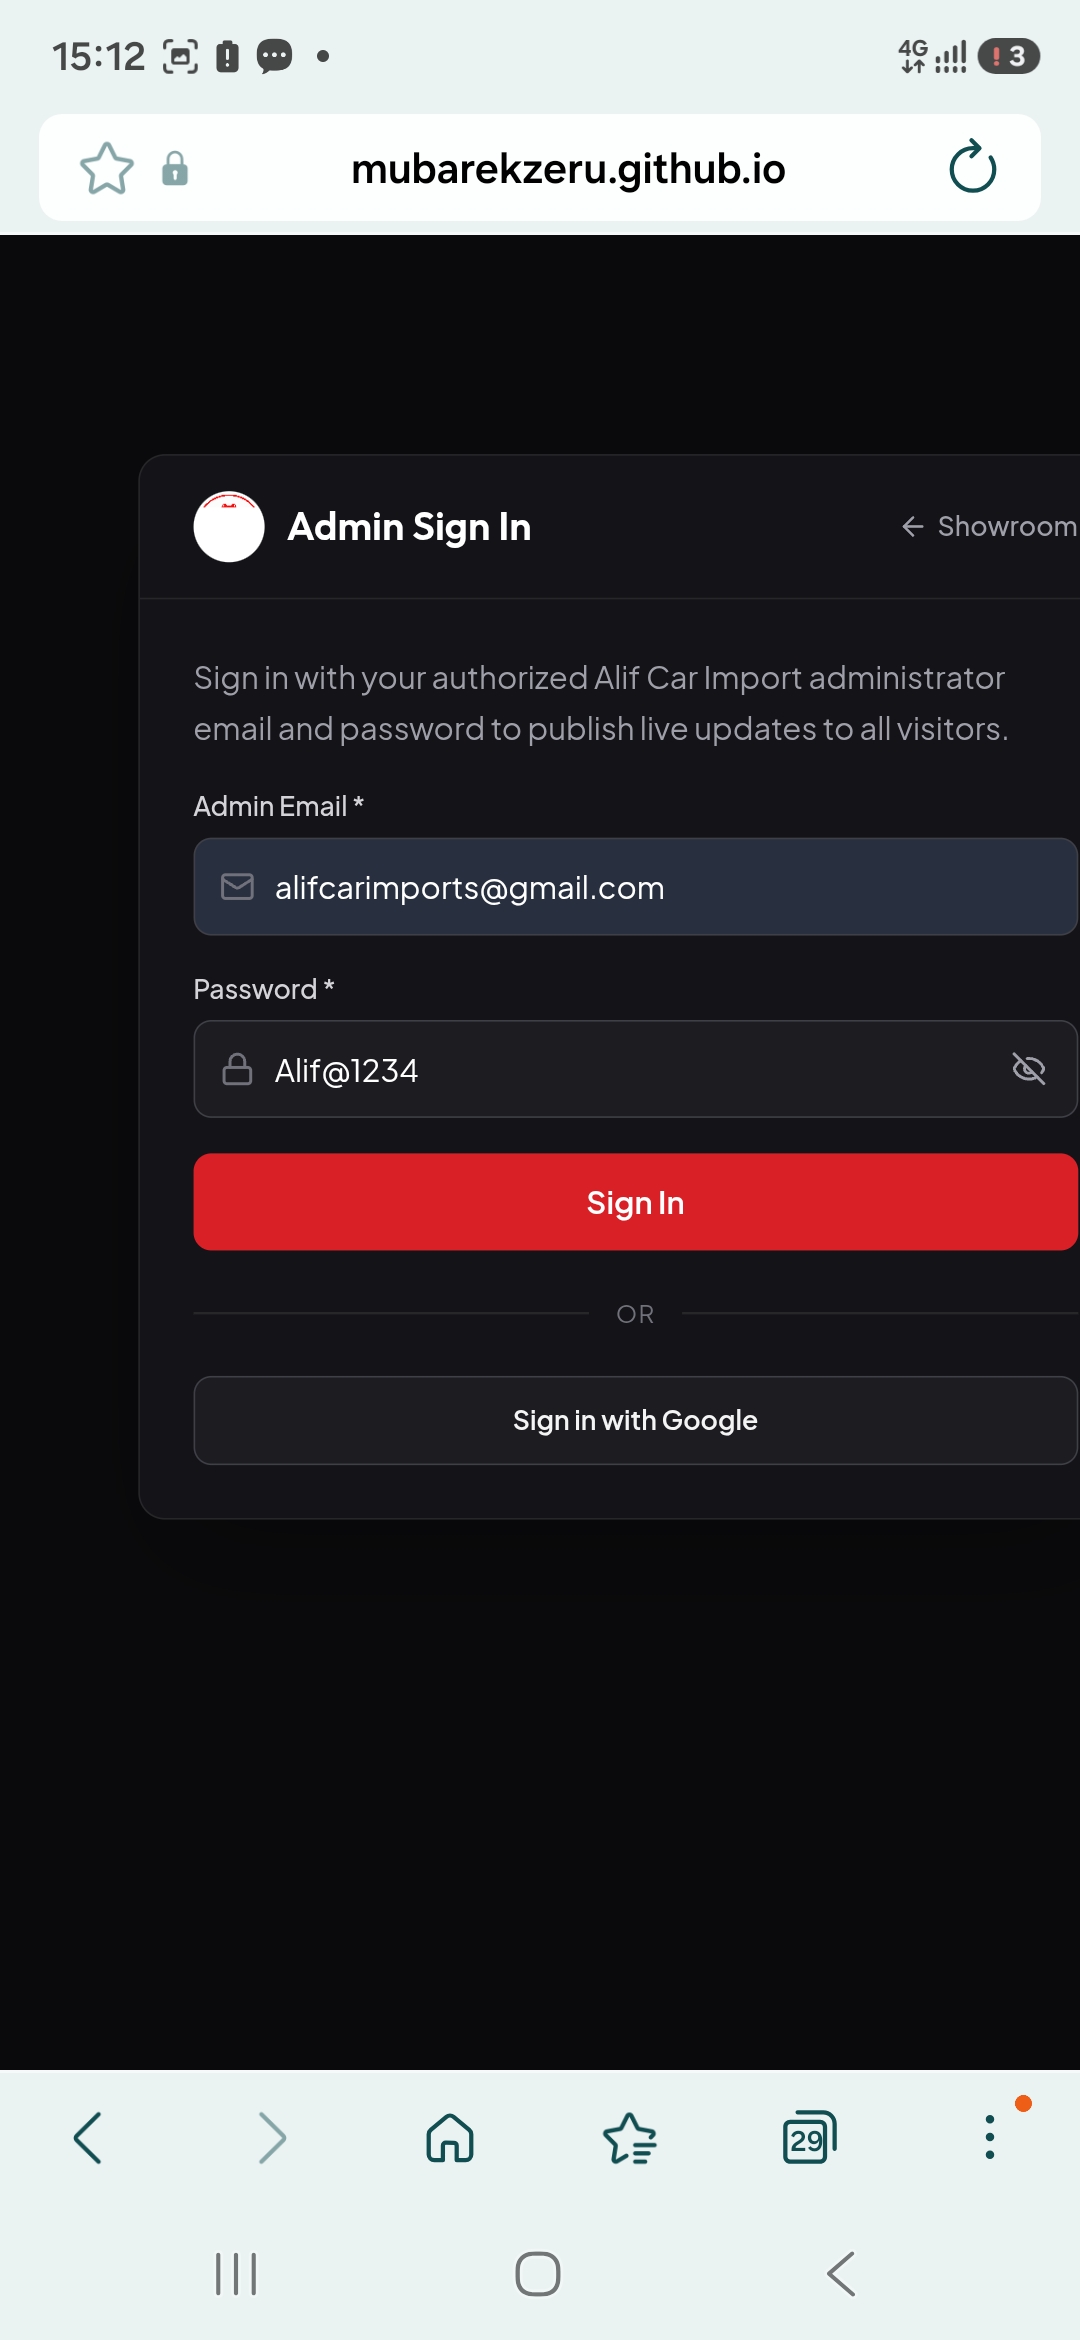 15:12
4G
! 3
mubarekzeru.github.io
Admin Sign In
← Showroom
Sign in with your authorized Alif Car Import administrator
email and password to publish live updates to all visitors.
Admin Email *
alifcarimports@gmail.com
Password *
Alif@1234
Sign In
OR
Sign in with Google
29